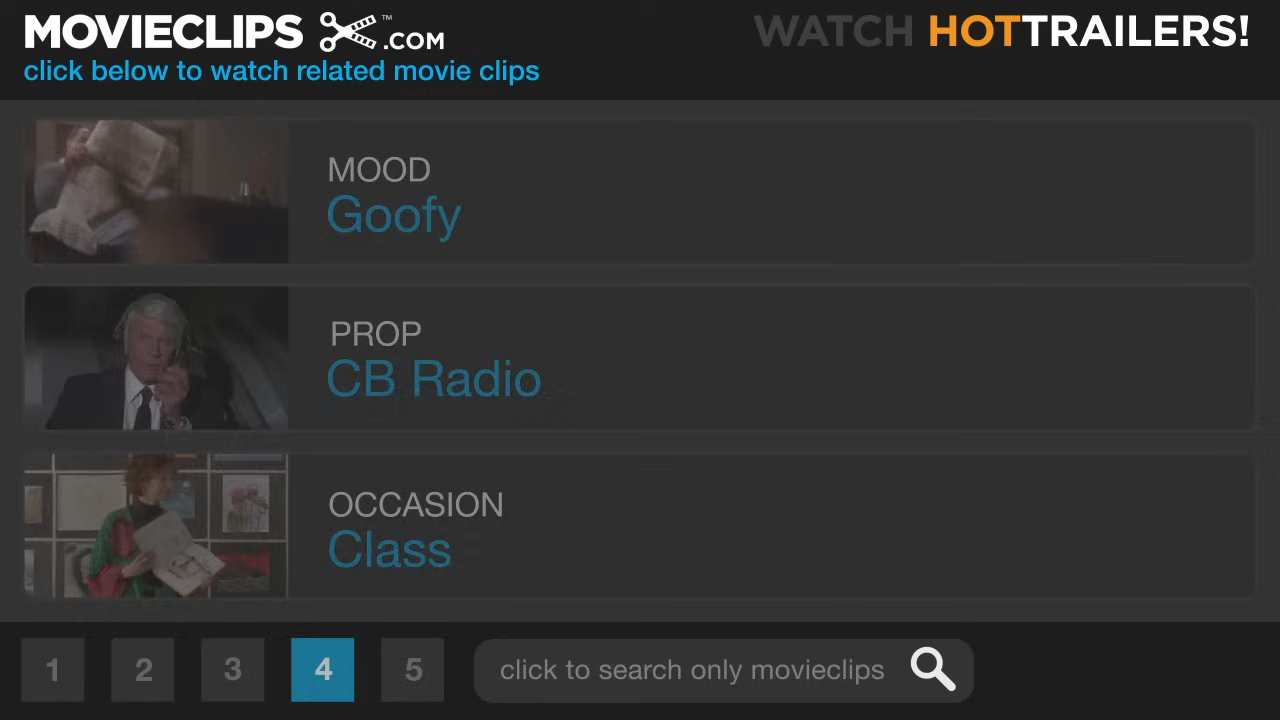 MOVIECLIPS ™.COM
WATCH HOTTRAILERS!
click below to watch related movie clips
MOOD
Goofy
PROP
CB Radio
OCCASION
Class
1 2 3 4 5 click to search only movieclips